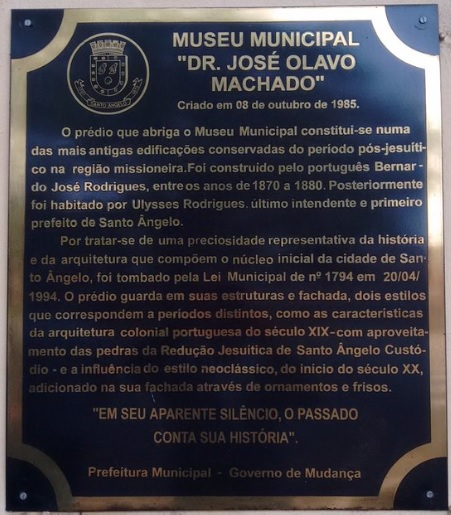 MUSEU MUNICIPAL
"DR. JOSÉ OLAVO
MACHADO"
SANTO ÂNGELO
Criado em 08 de outubro de 1985.
O prédio que abriga o Museu Municipal constitui-se numa
das mais antigas edificações conservadas do período pós-jesuíti-
co na região missioneira.Foi construído pelo português Bernar-
do José Rodrigues, entre os anos de 1870 a 1880. Posteriormente
foi habitado por Ulysses Rodrigues. último intendente e primeiro
prefeito de Santo Ângelo.
Por tratar-se de uma preciosidade representativa da história
e da arquitetura que compõem o núcleo inicial da cidade de San-
to Ângelo, foi tombado pela Lei Municipal de nº 1794 em 20/04/
1994. O prédio guarda em suas estruturas e fachada, dois estilos
que correspondem a períodos distintos, como as características
da arquitetura colonial portuguesa do século XIX-com aproveita-
mento das pedras da Redução Jesuítica de Santo Ângelo Custó-
dio - e a influência do estilo neoclássico, do início do século XX,
adicionado na sua fachada através de ornamentos e frisos.
"EM SEU APARENTE SILÊNCIO, O PASSADO
CONTA SUA HISTÓRIA".
Prefeitura Municipal - Governo de Mudança